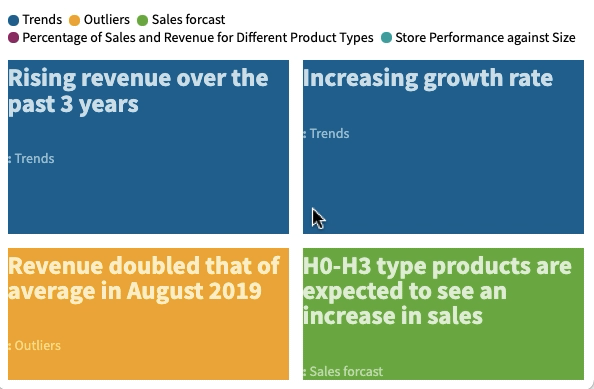 Trends Outliers Sales forcast
Percentage of Sales and Revenue for Different Product Types Store Performance against Size
Rising revenue over the
past 3 years
: Trends
Increasing growth rate
: Trends
Revenue doubled that of
average in August 2019
: Outliers
H0-H3 type products are
expected to see an
increase in sales
: Sales forcast